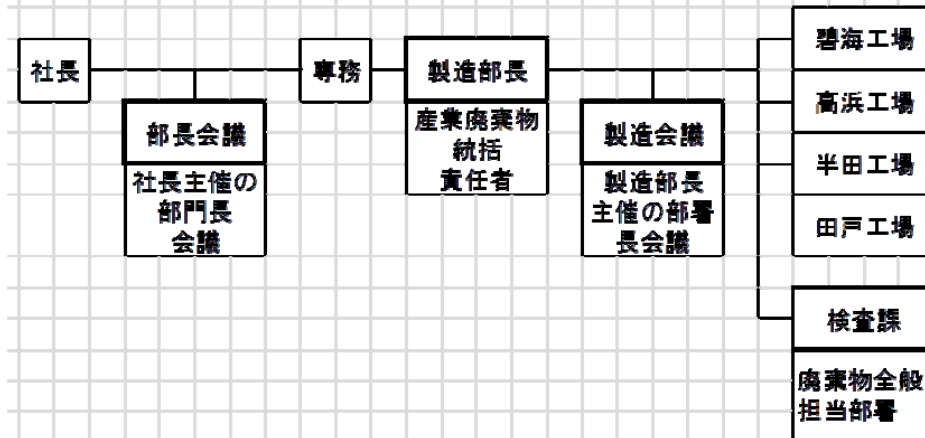 社長
部長会議
社長主催の
部門長
会議
専務
製造部長
産業廃棄物
統括
責任者
製造会議
製造部長
主催の部署
長会議
碧海工場
高浜工場
半田工場
田戸工場
検査課
廃棄物全般
担当部署